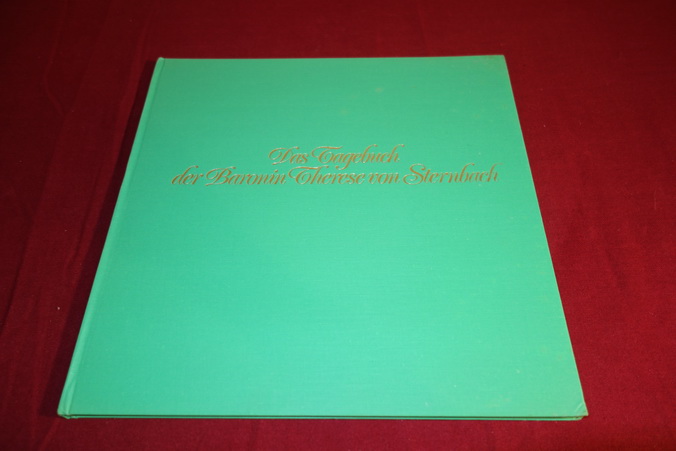 Das Tagebuch
der Baronin Therese von Sternbach